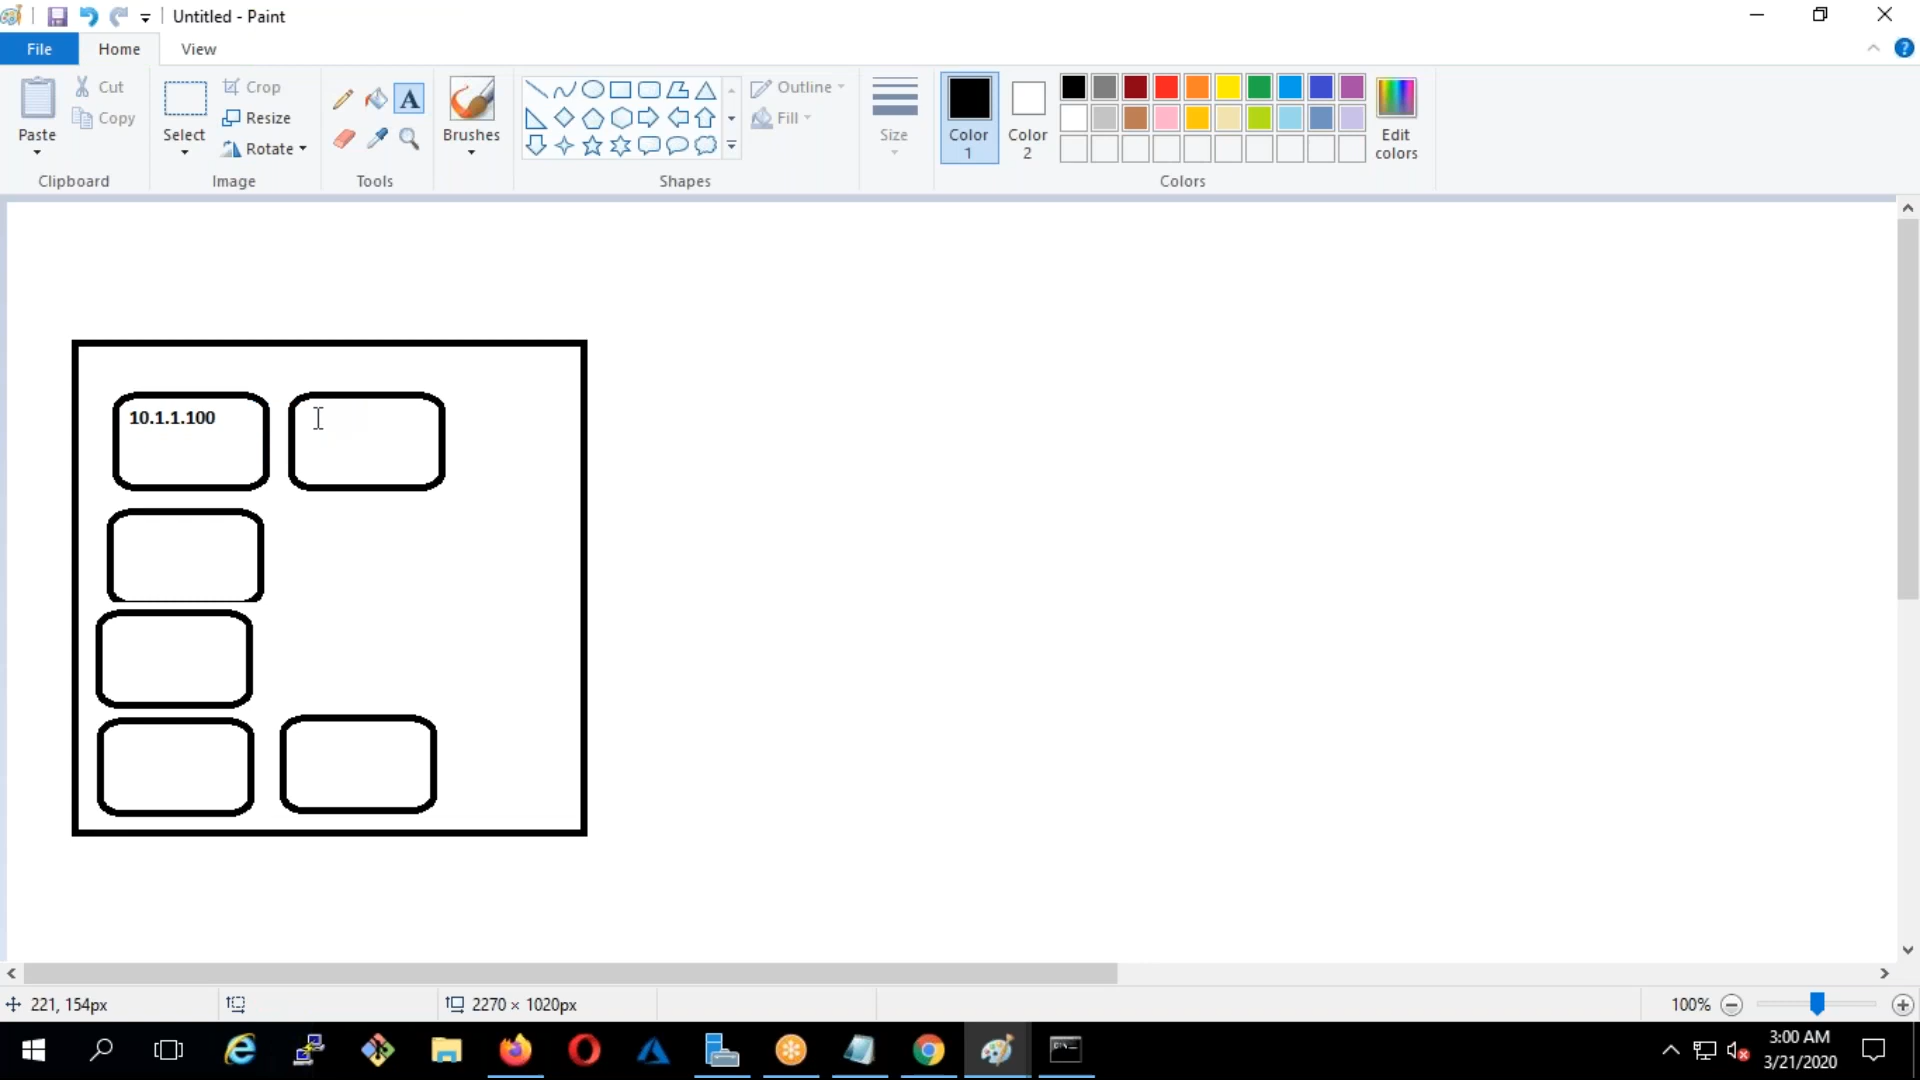 Untitled - Paint
File
Home
View
Paste
Cut
Copy
Clipboard
Select
Crop
Resize
Rotate
Image
A
Tools
Brushes
Shapes
Outline
Fill
Size
Color
1
Color
2
Edit
colors
Colors
10.1.1.100
221, 154px
2270 × 1020px
100%
3:00 AM
3/21/2020